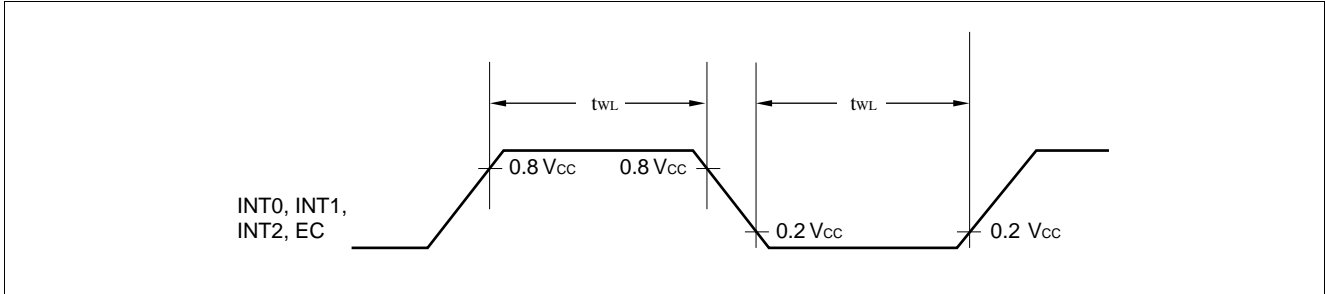 tWL tWL
0.8 VCC 0.8 VCC
INT0, INT1,
INT2, EC
0.2 VCC 0.2 VCC